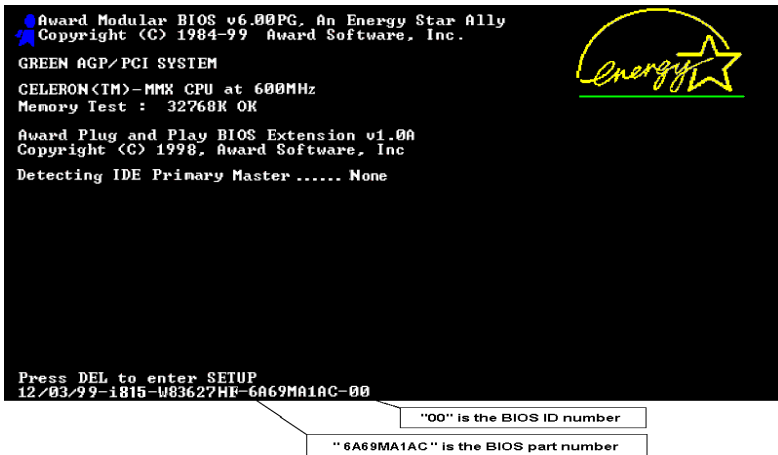 Award Modular BIOS v6.00PG, An Energy Star Ally
Copyright (C) 1984-99 Award Software, Inc.
energy
GREEN AGP/PCI SYSTEM
CELERON(TM)-MMX CPU at 600MHz
Memory Test : 32768K OK
Award Plug and Play BIOS Extension v1.0A
Copyright (C) 1998, Award Software, Inc
Detecting IDE Primary Master ...... None
Press DEL to enter SETUP
12/03/99-i815-W83627HF-6A69MA1AC-00
"00" is the BIOS ID number
" 6A69MA1AC " is the BIOS part number